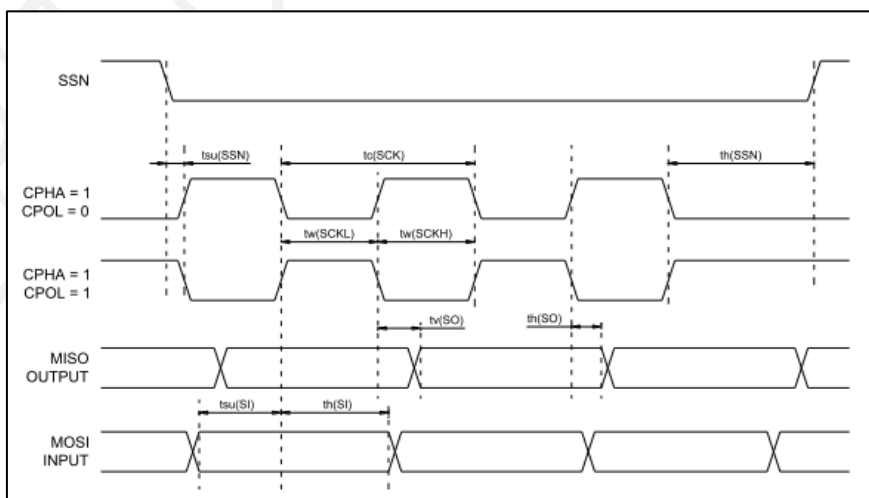 SSN
tsu(SSN)
tc(SCK)
th(SSN)
CPHA = 1
CPOL = 0
tw(SCKL)
tw(SCKH)
CPHA = 1
CPOL = 1
tv(SO)
th(SO)
MISO
OUTPUT
tsu(SI)
th(SI)
MOSI
INPUT